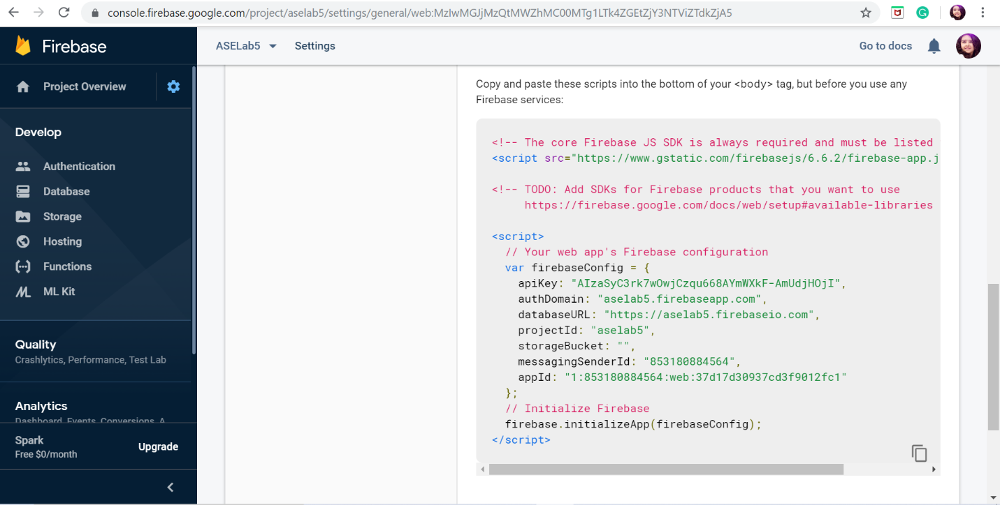 console.firebase.google.com/project/aselab5/settings/general/web:MzIwMGJjMzQtMWZhMC00MTg1LTk4ZGEtZjY3NTViZTdkZjA5
Firebase
ASELab5 Settings Go to docs
Project Overview
Develop
Authentication
Database
Storage
Hosting
Functions
ML Kit
Quality
Crashlytics, Performance, Test Lab
Analytics
Dashboard, Events, Conversions, A
Spark
Free $0/month
Upgrade
Copy and paste these scripts into the bottom of your <body> tag, but before you use any
Firebase services:
<!-- The core Firebase JS SDK is always required and must be listed
<script src="https://www.gstatic.com/firebasejs/6.6.2/firebase-app.j
<!-- TODO: Add SDKs for Firebase products that you want to use
https://firebase.google.com/docs/web/setup#available-libraries
<script>
// Your web app's Firebase configuration
var firebaseConfig = {
apiKey: "AIzaSyC3rk7wOwjCzqu668AYmWXkF-AmUdjHOjI",
authDomain: "aselab5.firebaseapp.com",
databaseURL: "https://aselab5.firebaseio.com",
projectId: "aselab5",
storageBucket: "",
messagingSenderId: "853180884564",
appId: "1:853180884564:web:37d17d30937cd3f9012fc1"
};
// Initialize Firebase
firebase.initializeApp(firebaseConfig);
</script>